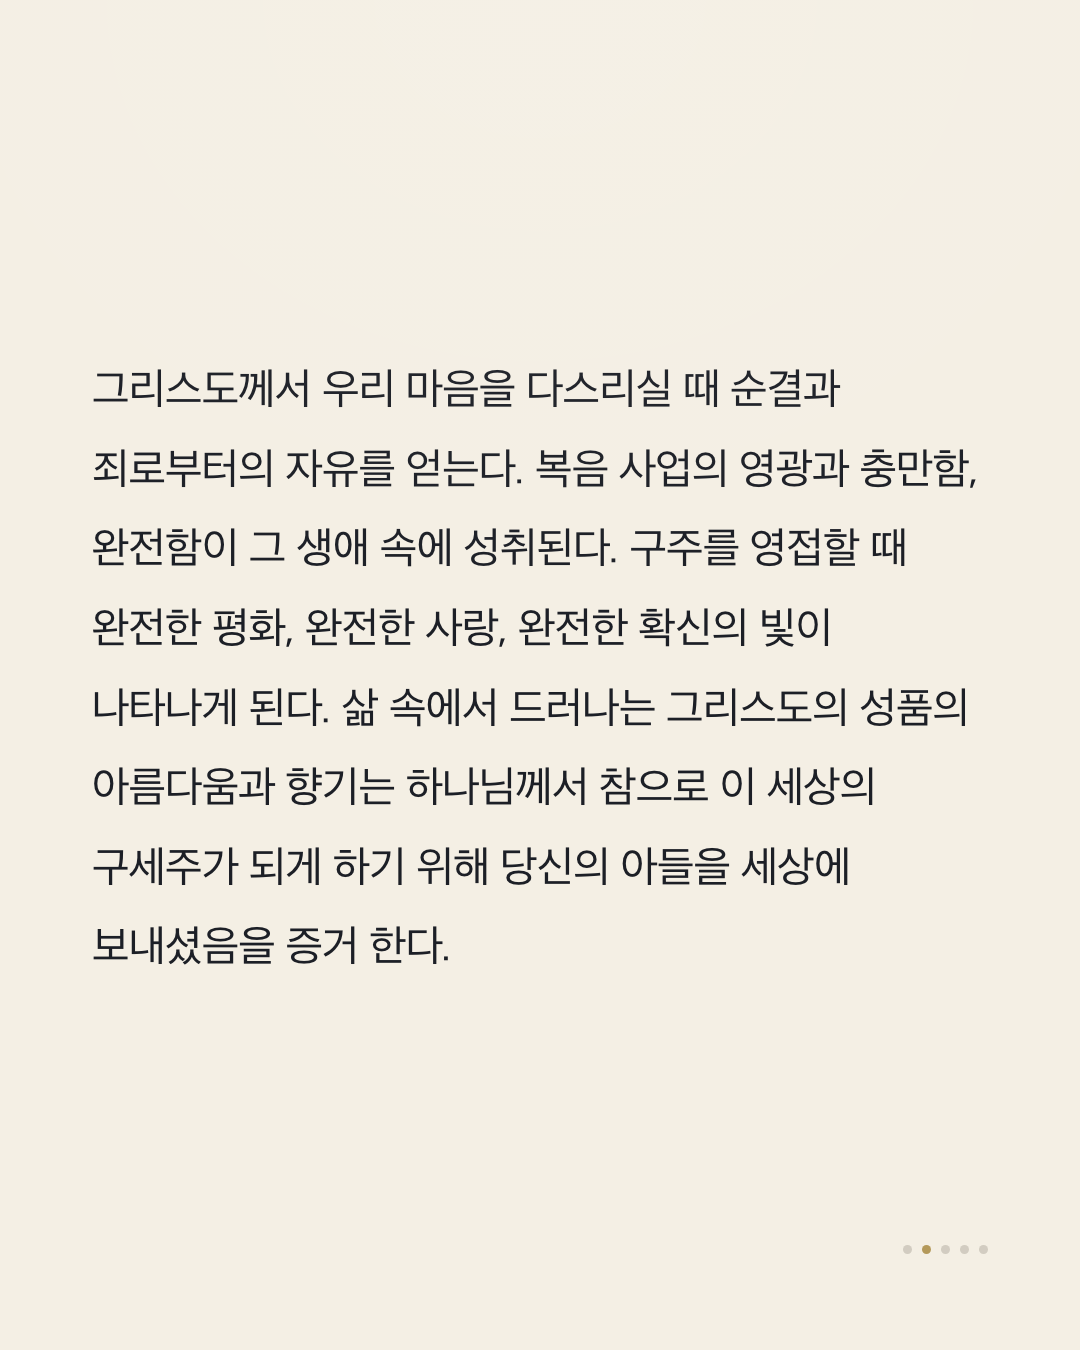 그리스도께서 우리 마음을 다스리실 때 순결과
죄로부터의 자유를 얻는다. 복음 사업의 영광과 충만함,
완전함이 그 생애 속에 성취된다. 구주를 영접할 때
완전한 평화, 완전한 사랑, 완전한 확신의 빛이
나타나게 된다. 삶 속에서 드러나는 그리스도의 성품의
아름다움과 향기는 하나님께서 참으로 이 세상의
구세주가 되게 하기 위해 당신의 아들을 세상에
보내셨음을 증거 한다.